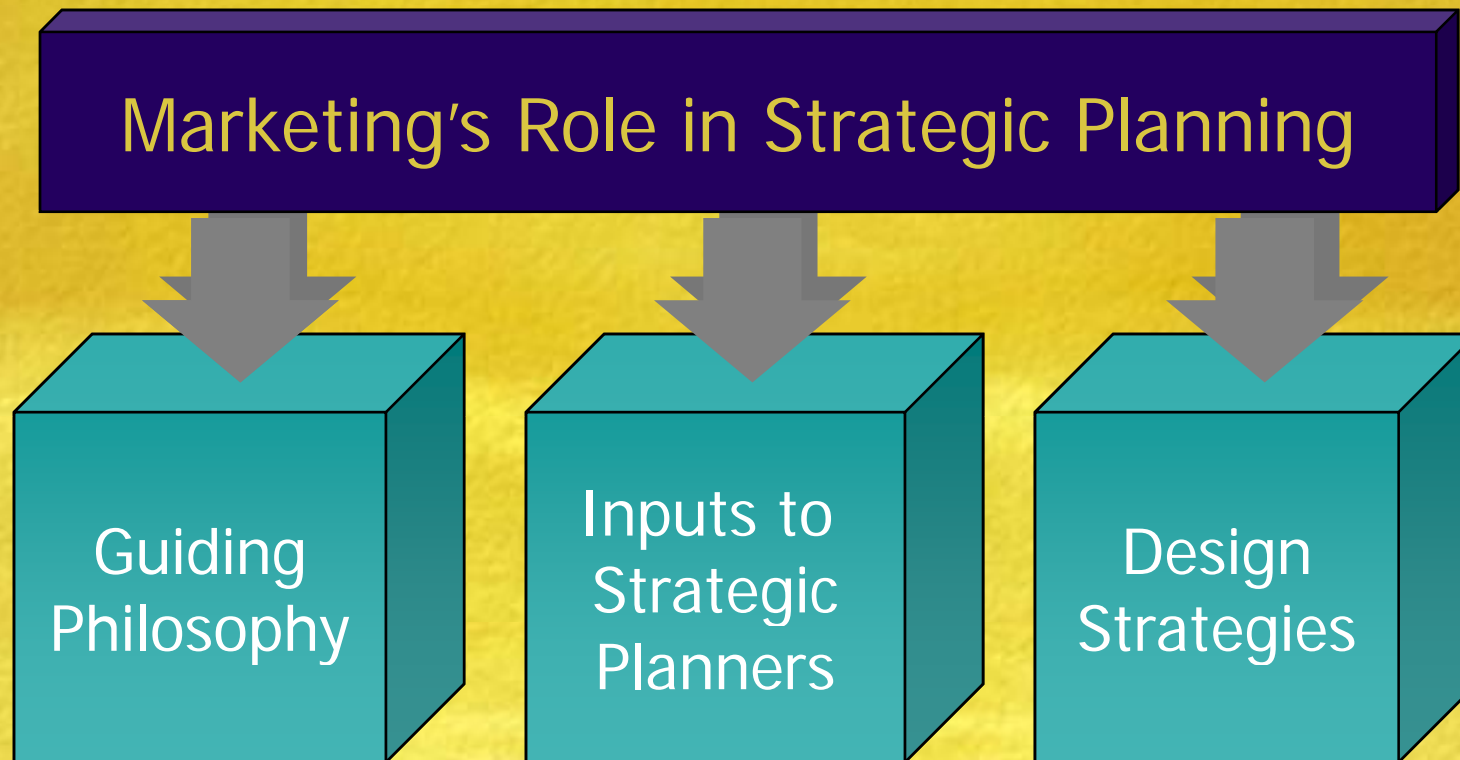 Marketing's Role in Strategic Planning
Guiding
Philosophy
Inputs to
Strategic
Planners
Design
Strategies